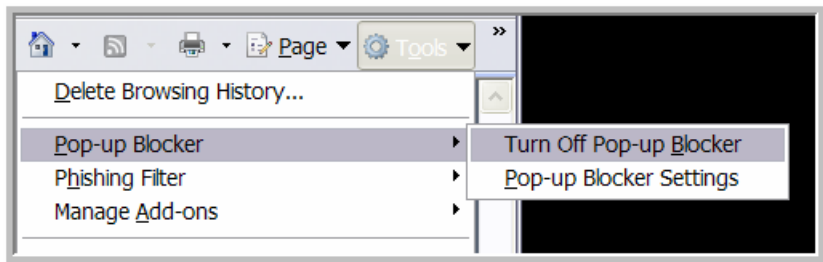 Page Tools »
Delete Browsing History...
Pop-up Blocker
Turn Off Pop-up Blocker
Phishing Filter
Pop-up Blocker Settings
Manage Add-ons